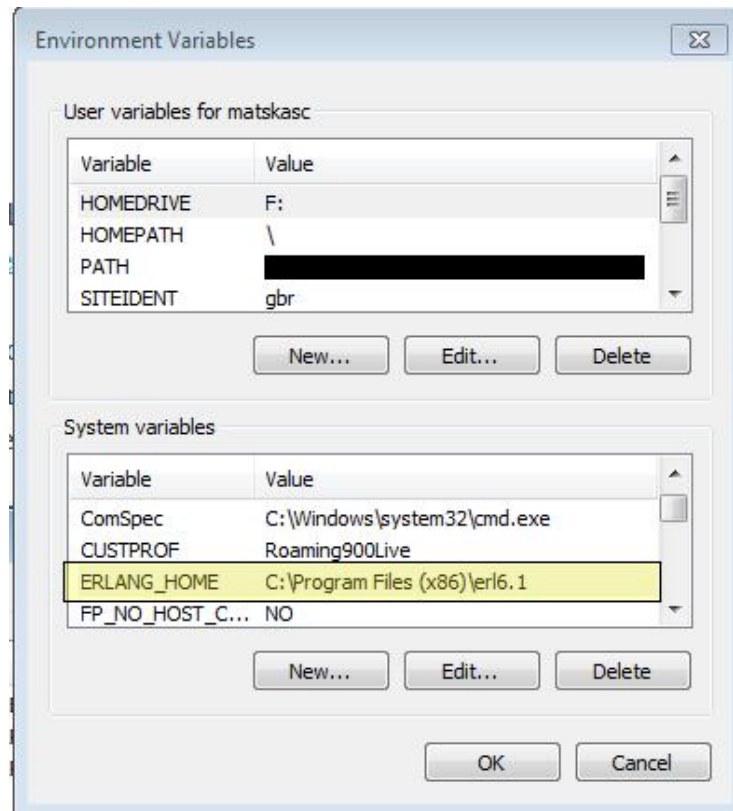 Environment Variables
User variables for matskasc
Variable Value
HOMEDRIVE F:
HOMEPATH \
PATH
SITEIDENT gbr
New... Edit... Delete
System variables
Variable Value
ComSpec C:\Windows\system32\cmd.exe
CUSTPROF Roaming900Live
ERLANG_HOME C:\Program Files (x86)\erl6.1
FP_NO_HOST_C... NO
New... Edit... Delete
OK Cancel